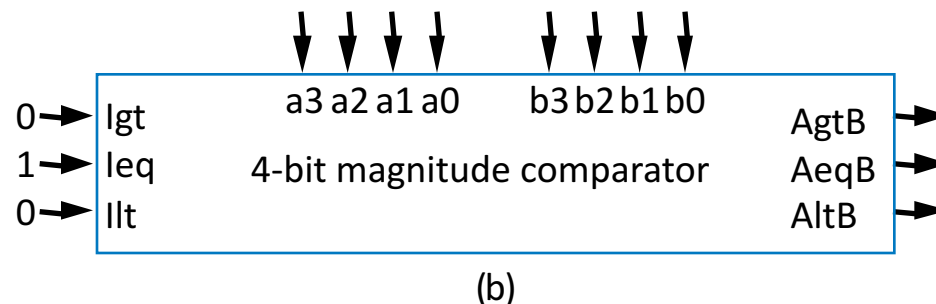 a3 a2 a1 a0 b3 b2 b1 b0
0 Igt AgtB
1 Ieq 4-bit magnitude comparator AeqB
0 Ilt AltB
(b)